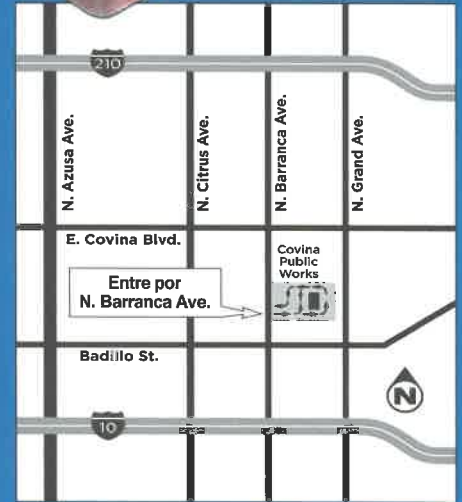 210
N. Azusa Ave.
N. Citrus Ave.
N. Barranca Ave.
N. Grand Ave.
E. Covina Blvd.
Covina
Public
Works
Entre por
N. Barranca Ave.
Badillo St.
N
10